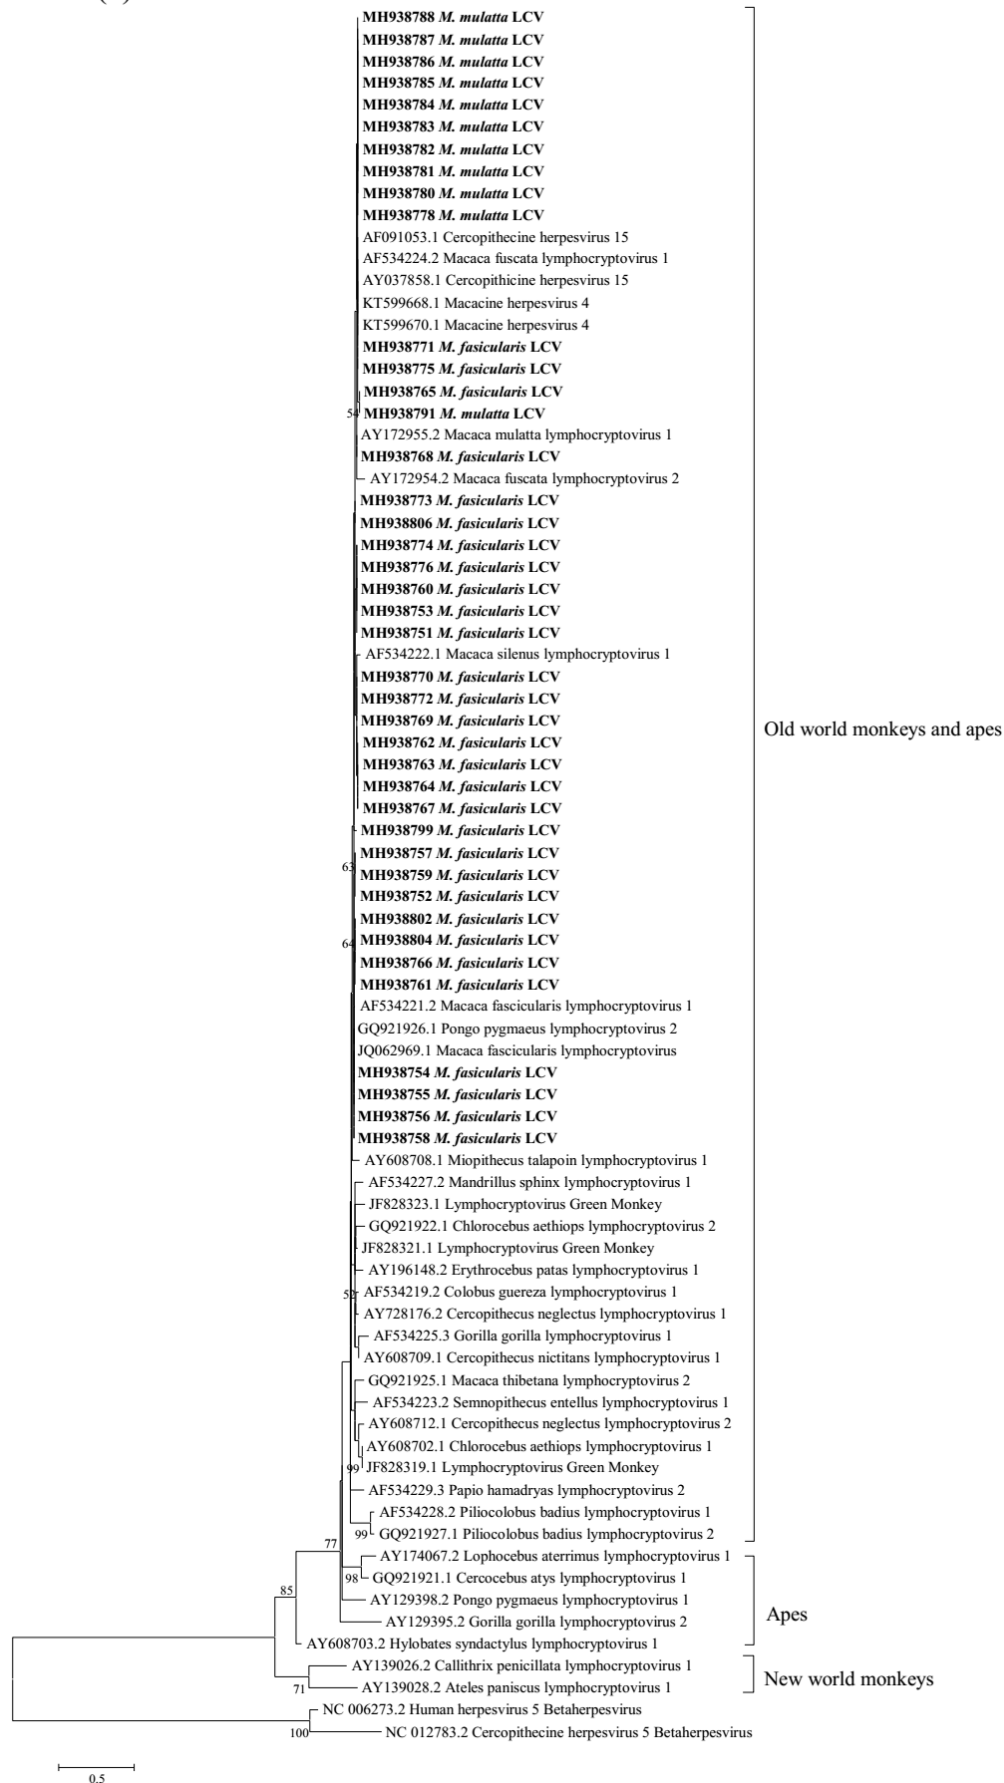 MH938788 M. mulatta LCV
MH938787 M. mulatta LCV
MH938786 M. mulatta LCV
MH938785 M. mulatta LCV
MH938784 M. mulatta LCV
MH938783 M. mulatta LCV
MH938782 M. mulatta LCV
MH938781 M. mulatta LCV
MH938780 M. mulatta LCV
MH938778 M. mulatta LCV
AF091053.1 Cercopithecine herpesvirus 15
AF534224.2 Macaca fuscata lymphocryptovirus 1
AY037858.1 Cercopithicine herpesvirus 15
KT599668.1 Macacine herpesvirus 4
KT599670.1 Macacine herpesvirus 4
MH938771 M. fasicularis LCV
MH938775 M. fasicularis LCV
MH938765 M. fasicularis LCV
54 MH938791 M. mulatta LCV
AY172955.2 Macaca mulatta lymphocryptovirus 1
MH938768 M. fasicularis LCV
AY172954.2 Macaca fuscata lymphocryptovirus 2
MH938773 M. fasicularis LCV
MH938806 M. fasicularis LCV
MH938774 M. fasicularis LCV
MH938776 M. fasicularis LCV
MH938760 M. fasicularis LCV
MH938753 M. fasicularis LCV
MH938751 M. fasicularis LCV
AF534222.1 Macaca silenus lymphocryptovirus 1
MH938770 M. fasicularis LCV
MH938772 M. fasicularis LCV
MH938769 M. fasicularis LCV
Old world monkeys and apes
MH938762 M. fasicularis LCV
MH938763 M. fasicularis LCV
MH938764 M. fasicularis LCV
MH938767 M. fasicularis LCV
MH938799 M. fasicularis LCV
MH938757 M. fasicularis LCV
63
MH938759 M. fasicularis LCV
MH938752 M. fasicularis LCV
MH938802 M. fasicularis LCV
64 MH938804 M. fasicularis LCV
MH938766 M. fasicularis LCV
MH938761 M. fasicularis LCV
AF534221.2 Macaca fascicularis lymphocryptovirus 1
GQ921926.1 Pongo pygmaeus lymphocryptovirus 2
JQ062969.1 Macaca fascicularis lymphocryptovirus
MH938754 M. fasicularis LCV
MH938755 M. fasicularis LCV
MH938756 M. fasicularis LCV
MH938758 M. fasicularis LCV
AY608708.1 Miopithecus talapoin lymphocryptovirus 1
AF534227.2 Mandrillus sphinx lymphocryptovirus 1
JF828323.1 Lymphocryptovirus Green Monkey
GQ921922.1 Chlorocebus aethiops lymphocryptovirus 2
JF828321.1 Lymphocryptovirus Green Monkey
AY196148.2 Erythrocebus patas lymphocryptovirus 1
AF534219.2 Colobus guereza lymphocryptovirus 1
AY728176.2 Cercopithecus neglectus lymphocryptovirus 1
AF534225.3 Gorilla gorilla lymphocryptovirus 1
AY608709.1 Cercopithecus nictitans lymphocryptovirus 1
GQ921925.1 Macaca thibetana lymphocryptovirus 2
AF534223.2 Semnopithecus entellus lymphocryptovirus 1
AY608712.1 Cercopithecus neglectus lymphocryptovirus 2
AY608702.1 Chlorocebus aethiops lymphocryptovirus 1
99 JF828319.1 Lymphocryptovirus Green Monkey
AF534229.3 Papio hamadryas lymphocryptovirus 2
AF534228.2 Piliocolobus badius lymphocryptovirus 1
99 GQ921927.1 Piliocolobus badius lymphocryptovirus 2
77
AY174067.2 Lophocebus aterrimus lymphocryptovirus 1
98 GQ921921.1 Cercocebus atys lymphocryptovirus 1
85
AY129398.2 Pongo pygmaeus lymphocryptovirus 1
Apes
AY129395.2 Gorilla gorilla lymphocryptovirus 2
AY608703.2 Hylobates syndactylus lymphocryptovirus 1
AY139026.2 Callithrix penicillata lymphocryptovirus 1
New world monkeys
71 AY139028.2 Ateles paniscus lymphocryptovirus 1
NC 006273.2 Human herpesvirus 5 Betaherpesvirus
100 NC 012783.2 Cercopithecine herpesvirus 5 Betaherpesvirus
0.5